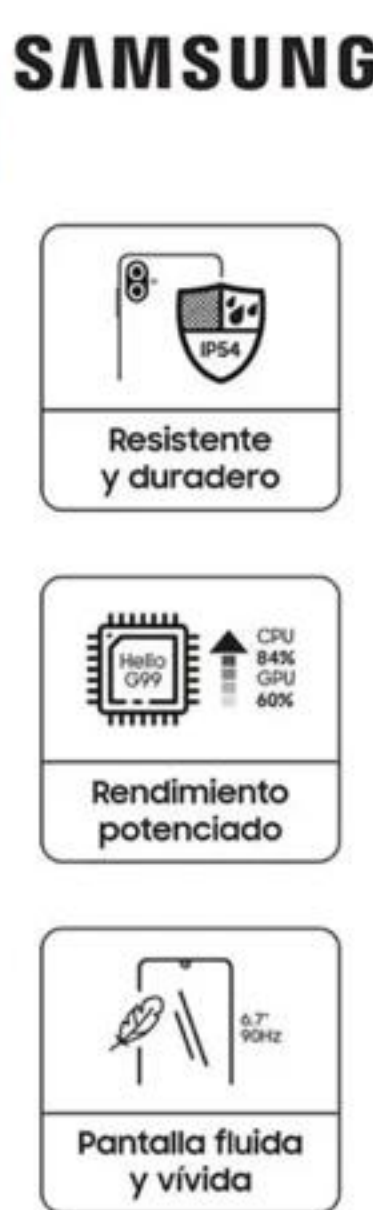 SAMSUNG
IP54
Resistente
y duradero
Hello
G99
CPU
84%
GPU
60%
Rendimiento
potenciado
6.7"
90Hz
Pantalla fluida
y vívida